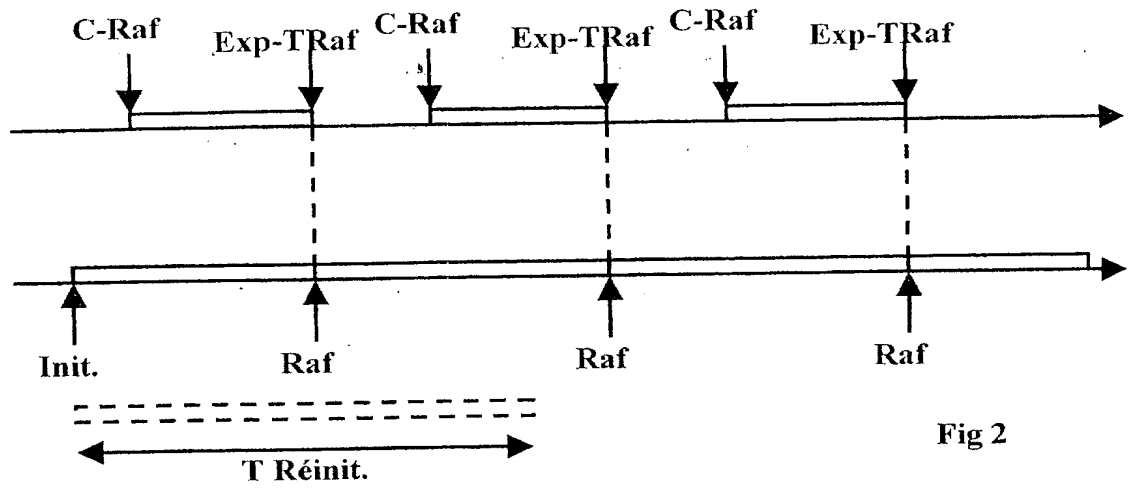 C-Raf
Exp-TRaf
C-Raf
Exp-TRaf
C-Raf
Exp-TRaf
Init.
Raf
Raf
Raf
T Réinit.
Fig 2